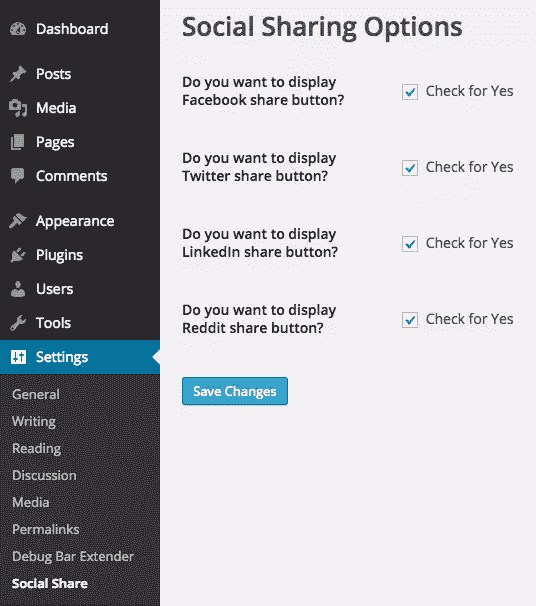 Dashboard
Posts
Media
Pages
Comments
Appearance
Plugins
Users
Tools
Settings
General
Writing
Reading
Discussion
Media
Permalinks
Debug Bar Extender
Social Share
Social Sharing Options
Do you want to display
Facebook share button?
Check for Yes
Do you want to display
Twitter share button?
Check for Yes
Do you want to display
LinkedIn share button?
Check for Yes
Do you want to display
Reddit share button?
Check for Yes
Save Changes